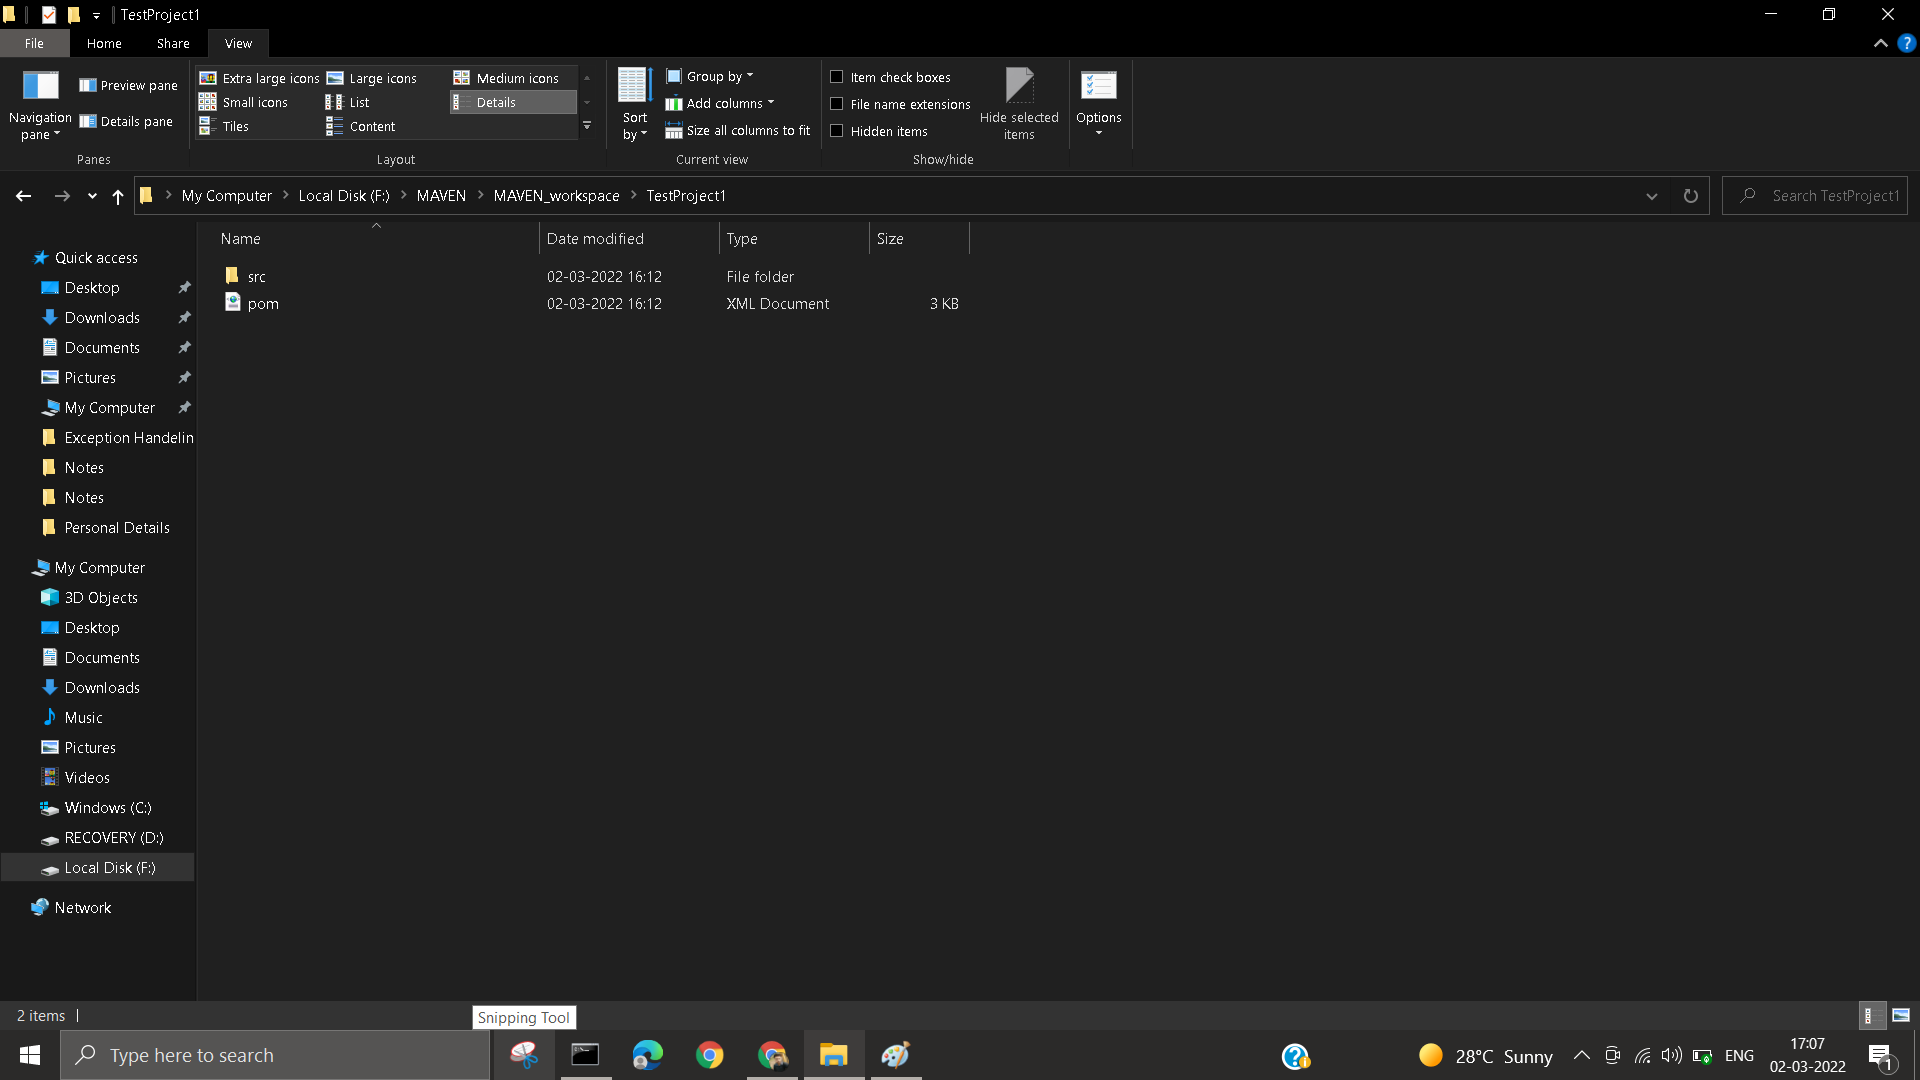 TestProject1
File Home Share View
Navigation pane
Preview pane
Details pane
Panes
Extra large icons Large icons Medium icons
Small icons List Details
Tiles Content
Layout
Sort by
Group by
Add columns
Size all columns to fit
Current view
Item check boxes
File name extensions
Hidden items
Hide selected items
Show/hide
Options
My Computer Local Disk (F:) MAVEN MAVEN_workspace TestProject1
Search TestProject1
Name Date modified Type Size
src 02-03-2022 16:12 File folder
pom 02-03-2022 16:12 XML Document 3 KB
Quick access
Desktop
Downloads
Documents
Pictures
My Computer
Exception Handelin
Notes
Notes
Personal Details
My Computer
3D Objects
Desktop
Documents
Downloads
Music
Pictures
Videos
Windows (C:)
RECOVERY (D:)
Local Disk (F:)
Network
2 items
Snipping Tool
Type here to search
28°C Sunny
ENG
17:07
02-03-2022
1